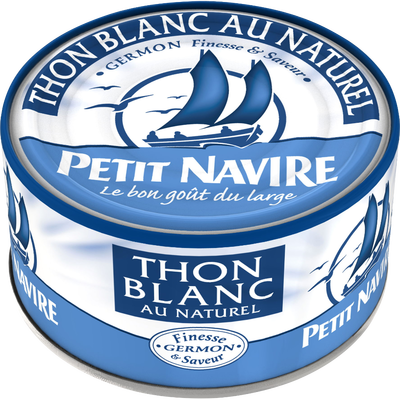 THON BLANC AU NATUREL
• GERMON Finesse & Saveur •
PETIT NAVIRE
Le bon goût du large
THON
BLANC
AU NATUREL
Finesse
• GERMON •
& Saveur
NAVIRE
PETIT NAVI